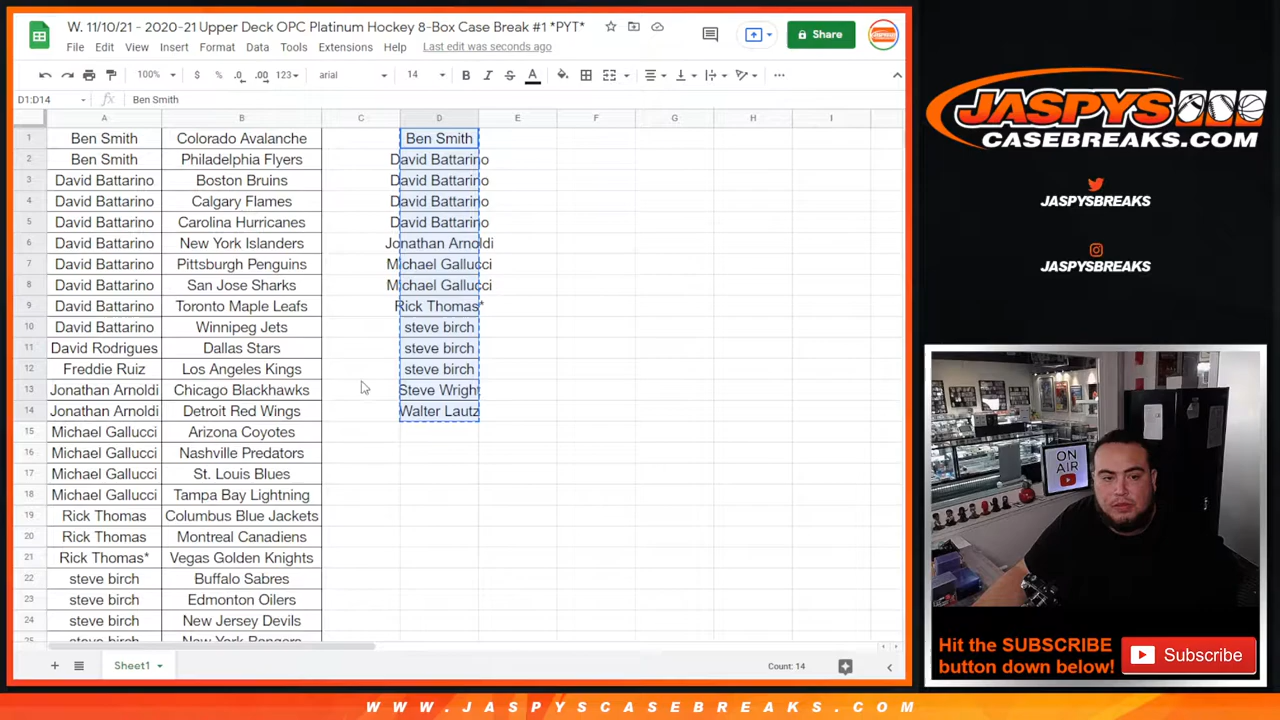 W. 11/10/21 - 2020-21 Upper Deck OPC Platinum Hockey 8-Box Case Break #1 *PYT*
File Edit View Insert Format Data Tools Extensions Help Last edit was seconds ago
Share
100% $ % .0 .00 123 arial 14 B I S A
D1:D14 fx Ben Smith
A B C D E F G H I
1 Ben Smith Colorado Avalanche Ben Smith
2 Ben Smith Philadelphia Flyers David Battarino
3 David Battarino Boston Bruins David Battarino
4 David Battarino Calgary Flames David Battarino
5 David Battarino Carolina Hurricanes David Battarino
6 David Battarino New York Islanders Jonathan Arnoldi
7 David Battarino Pittsburgh Penguins Michael Gallucci
8 David Battarino San Jose Sharks Michael Gallucci
9 David Battarino Toronto Maple Leafs Rick Thomas*
10 David Battarino Winnipeg Jets steve birch
11 David Rodrigues Dallas Stars steve birch
12 Freddie Ruiz Los Angeles Kings steve birch
13 Jonathan Arnoldi Chicago Blackhawks Steve Wright
14 Jonathan Arnoldi Detroit Red Wings Walter Lautz
15 Michael Gallucci Arizona Coyotes
16 Michael Gallucci Nashville Predators
17 Michael Gallucci St. Louis Blues
18 Michael Gallucci Tampa Bay Lightning
19 Rick Thomas Columbus Blue Jackets
20 Rick Thomas Montreal Canadiens
21 Rick Thomas* Vegas Golden Knights
22 steve birch Buffalo Sabres
23 steve birch Edmonton Oilers
24 steve birch New Jersey Devils
25 steve birch New York Rangers
Sheet1 Count: 14
JASPYS
CASEBREAKS.COM
JASPYSBREAKS
JASPYSBREAKS
ON
AIR
Hit the SUBSCRIBE
button down below!
Subscribe
WWW.JASPYSCASEBREAKS.COM